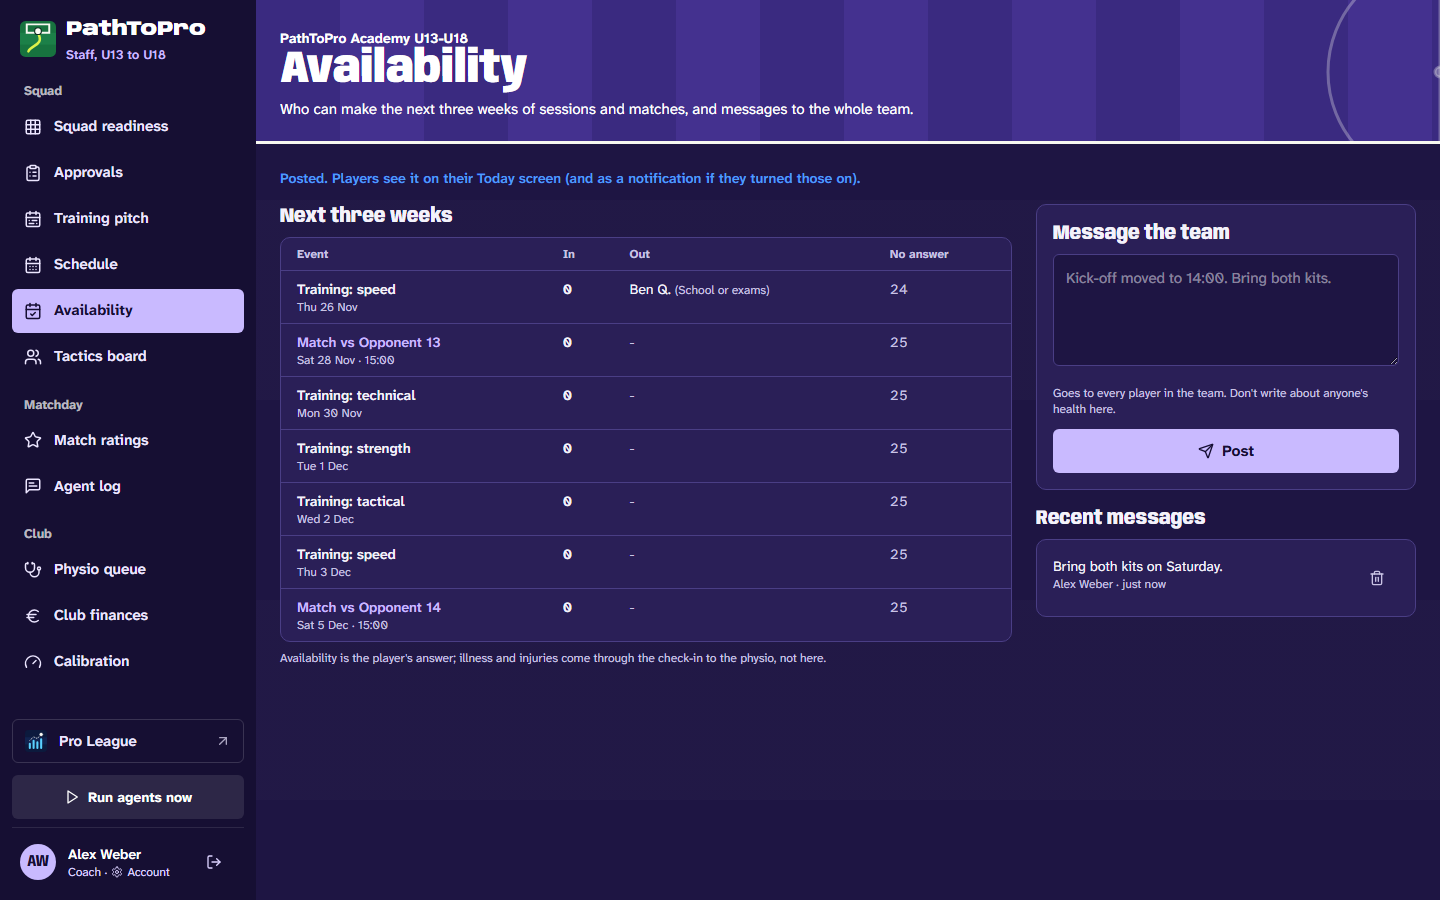 PathToPro
Staff, U13 to U18
Squad
Squad readiness
Approvals
Training pitch
Schedule
Availability
Tactics board
Matchday
Match ratings
Agent log
Club
Physio queue
Club finances
Calibration
Pro League
Run agents now
AW
Alex Weber
Coach · Account
PathToPro Academy U13-U18
Availability
Who can make the next three weeks of sessions and matches, and messages to the whole team.
Posted. Players see it on their Today screen (and as a notification if they turned those on).
Next three weeks
Event In Out No answer
Training: speed 0 Ben Q. (School or exams) 24
Thu 26 Nov
Match vs Opponent 13 0 - 25
Sat 28 Nov · 15:00
Training: technical 0 - 25
Mon 30 Nov
Training: strength 0 - 25
Tue 1 Dec
Training: tactical 0 - 25
Wed 2 Dec
Training: speed 0 - 25
Thu 3 Dec
Match vs Opponent 14 0 - 25
Sat 5 Dec · 15:00
Availability is the player's answer; illness and injuries come through the check-in to the physio, not here.
Message the team
Kick-off moved to 14:00. Bring both kits.
Goes to every player in the team. Don't write about anyone's
health here.
Post
Recent messages
Bring both kits on Saturday.
Alex Weber · just now